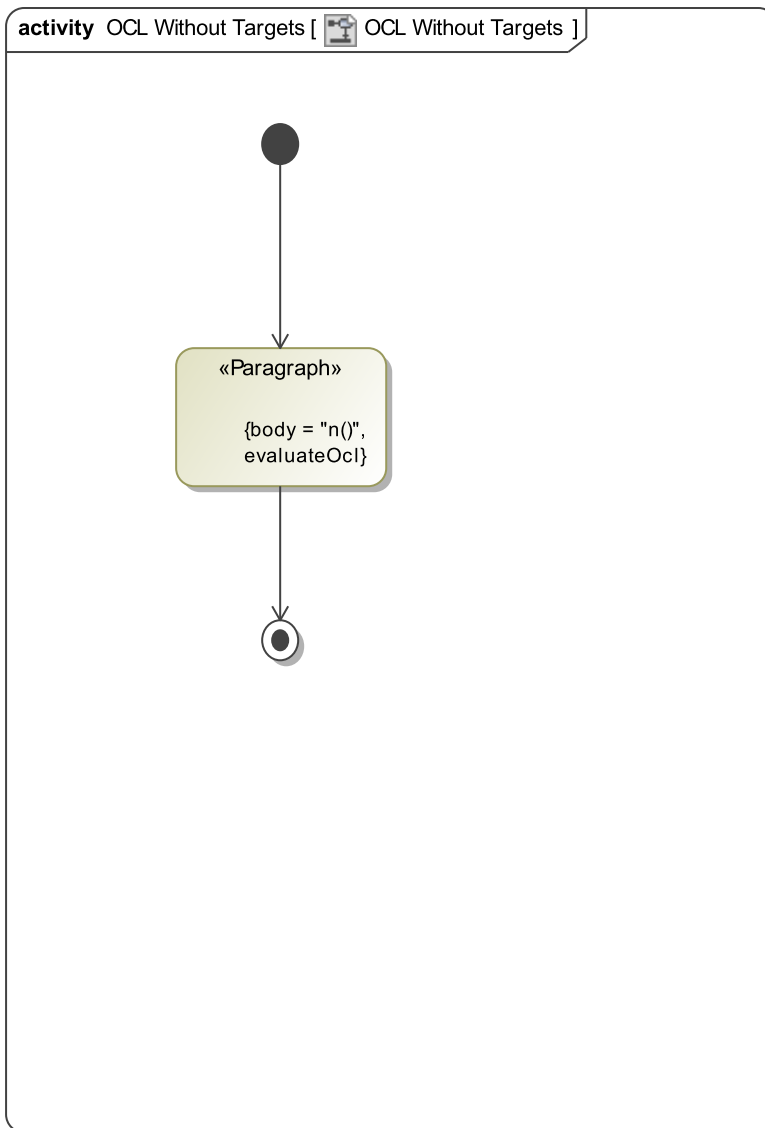 activity OCL Without Targets [ OCL Without Targets ]
«Paragraph»
{body = "n()",
evaluateOcl}